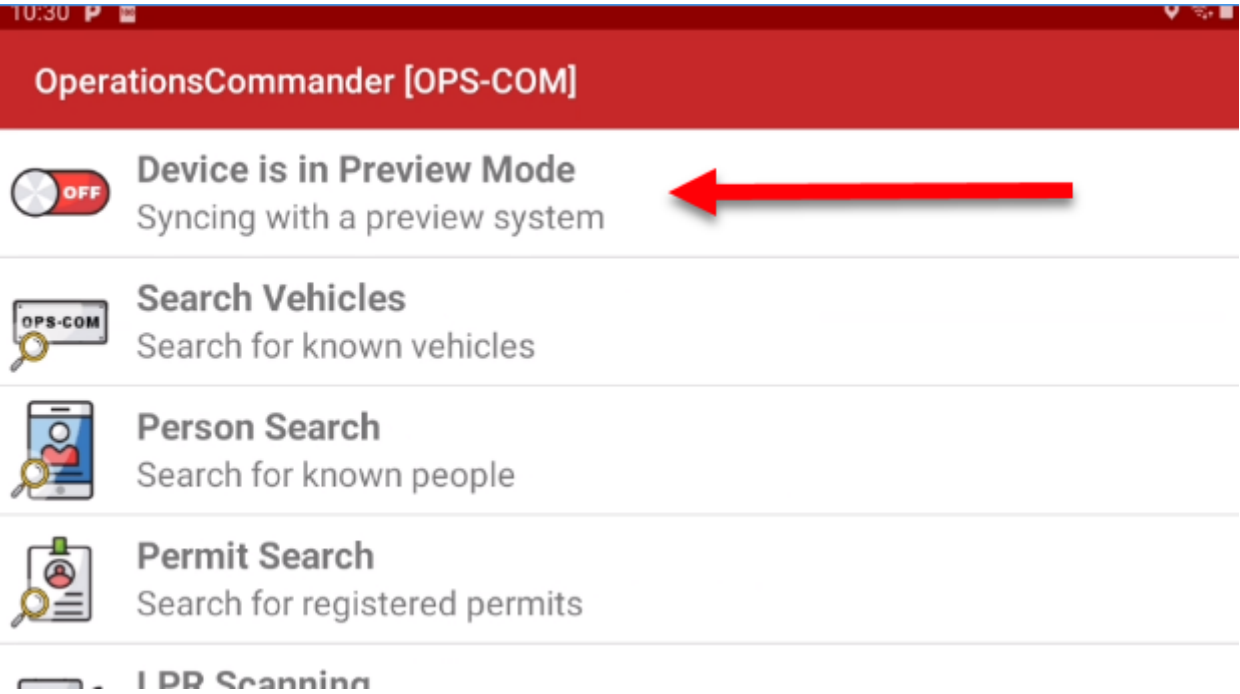 10:30 P
OperationsCommander [OPS-COM]
OFF
Device is in Preview Mode
Syncing with a preview system
OPS-COM
Search Vehicles
Search for known vehicles
Person Search
Search for known people
Permit Search
Search for registered permits
LPR Scanning